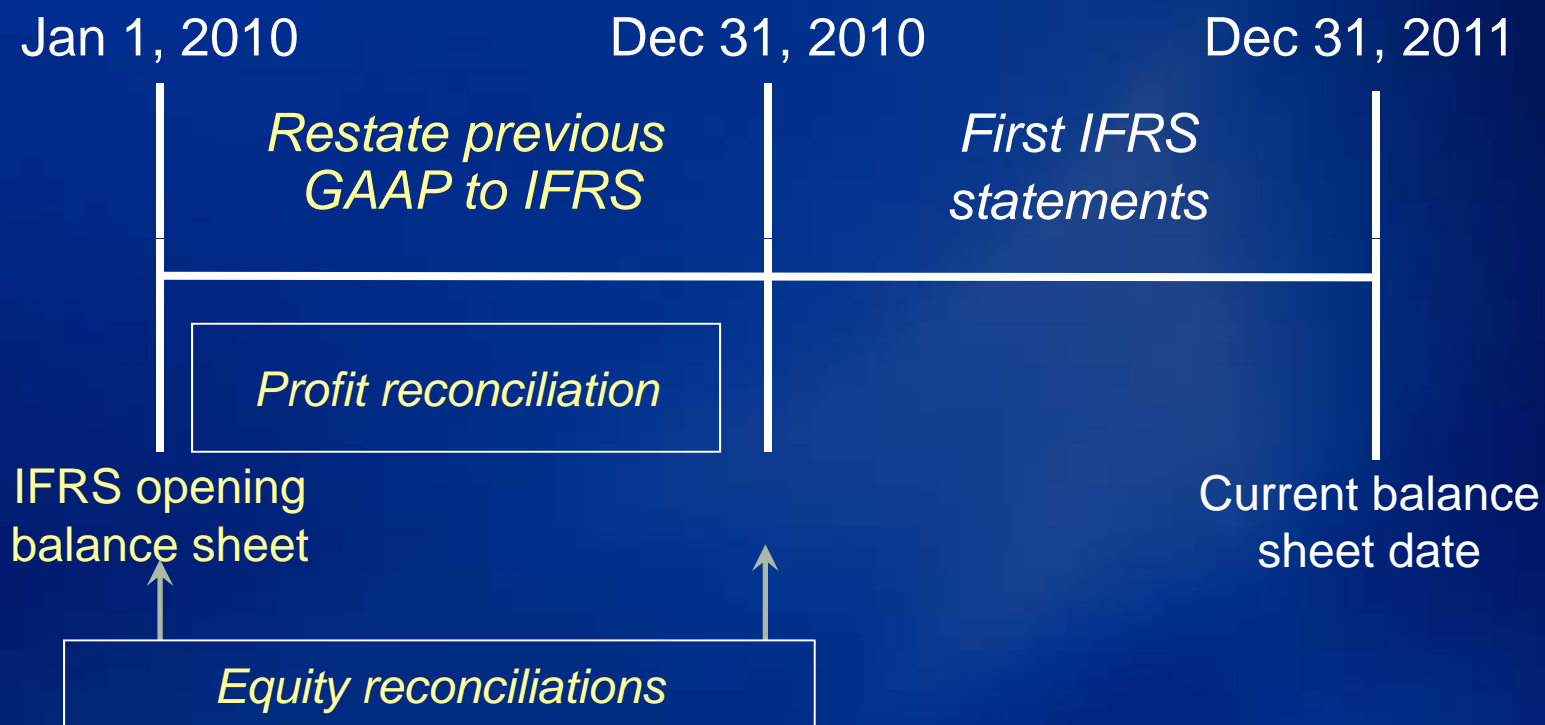 Jan 1, 2010
Dec 31, 2010
Dec 31, 2011
Restate previous
GAAP to IFRS
First IFRS
statements
Profit reconciliation
IFRS opening
balance sheet
Current balance
sheet date
Equity reconciliations